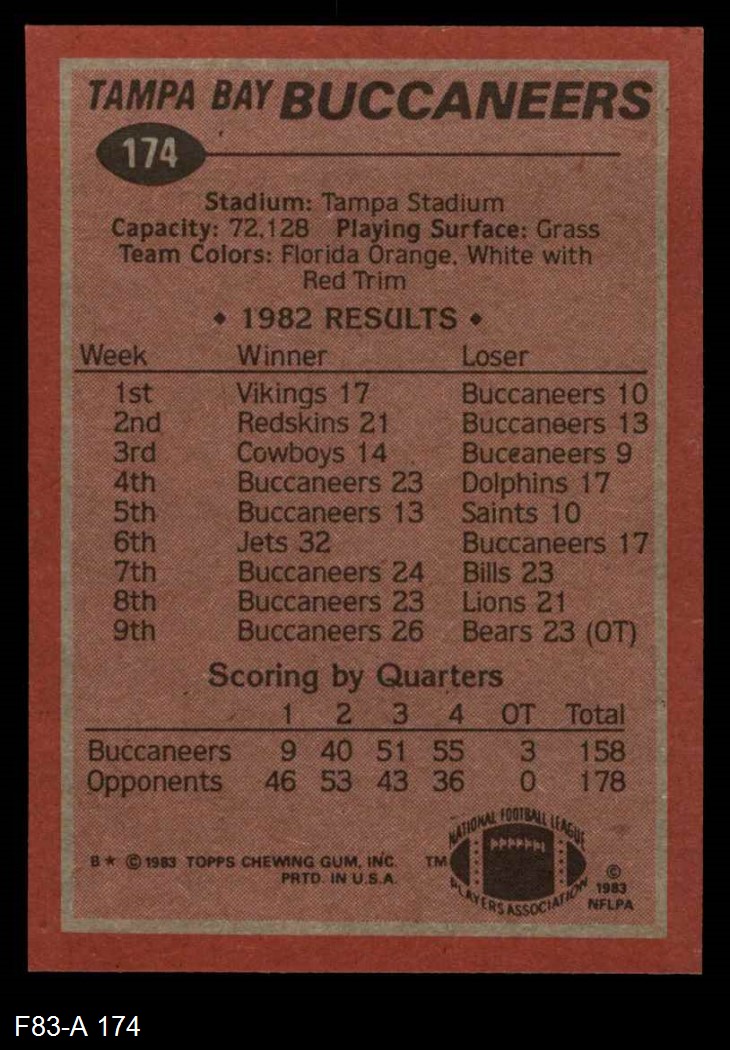 TAMPA BAY BUCCANEERS
174
Stadium: Tampa Stadium
Capacity: 72,128 Playing Surface: Grass
Team Colors: Florida Orange, White with
Red Trim
1982 RESULTS
Week Winner Loser
1st Vikings 17 Buccaneers 10
2nd Redskins 21 Buccaneers 13
3rd Cowboys 14 Buccaneers 9
4th Buccaneers 23 Dolphins 17
5th Buccaneers 13 Saints 10
6th Jets 32 Buccaneers 17
7th Buccaneers 24 Bills 23
8th Buccaneers 23 Lions 21
9th Buccaneers 26 Bears 23 (OT)
Scoring by Quarters
1 2 3 4 OT Total
Buccaneers 9 40 51 55 3 158
Opponents 46 53 43 36 0 178
NATIONAL FOOTBALL LEAGUE
PLAYERS ASSOCIATION
B★ © 1983 TOPPS CHEWING GUM, INC. TM
PRTD. IN U.S.A.
©
1983
NFLPA
F83-A 174